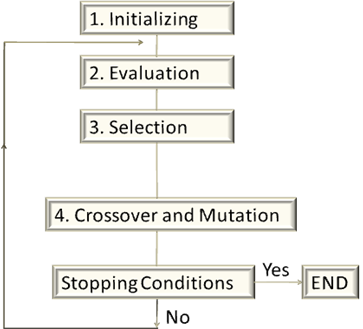 1. Initializing
2. Evaluation
3. Selection
4. Crossover and Mutation
Stopping Conditions
Yes
END
No